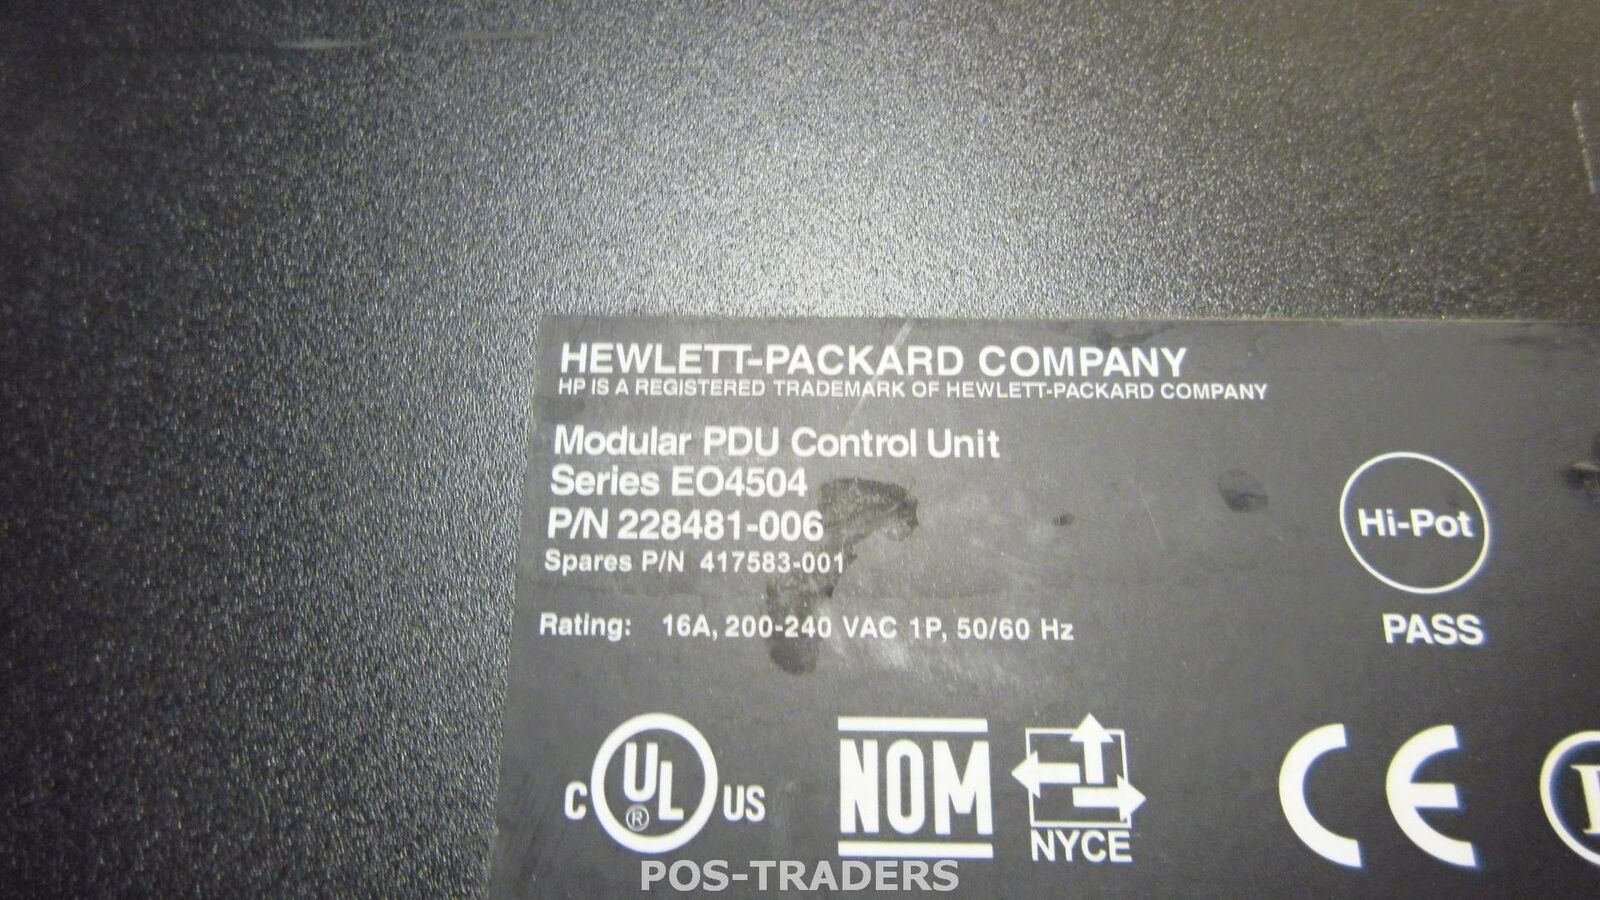 HEWLETT-PACKARD COMPANY
HP IS A REGISTERED TRADEMARK OF HEWLETT-PACKARD COMPANY
Modular PDU Control Unit
Series EO4504
P/N 228481-006
Spares P/N 417583-001
Hi-Pot
PASS
Rating: 16A, 200-240 VAC 1P, 50/60 Hz
C UL ® US
NOM
NYCE
CE
POS-TRADERS